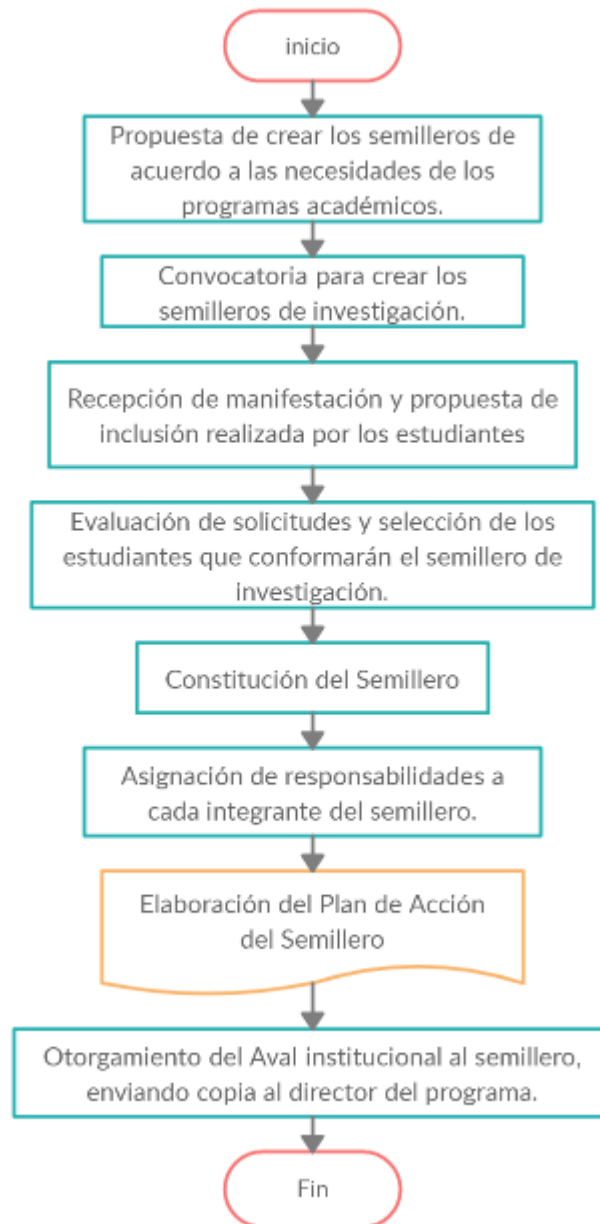 inicio
Propuesta de crear los semilleros de
acuerdo a las necesidades de los
programas académicos.
Convocatoria para crear los
semilleros de investigación.
Recepción de manifestación y propuesta de
inclusión realizada por los estudiantes
Evaluación de solicitudes y selección de los
estudiantes que conformarán el semillero de
investigación.
Constitución del Semillero
Asignación de responsabilidades a
cada integrante del semillero.
Elaboración del Plan de Acción
del Semillero
Otorgamiento del Aval institucional al semillero,
enviando copia al director del programa.
Fin